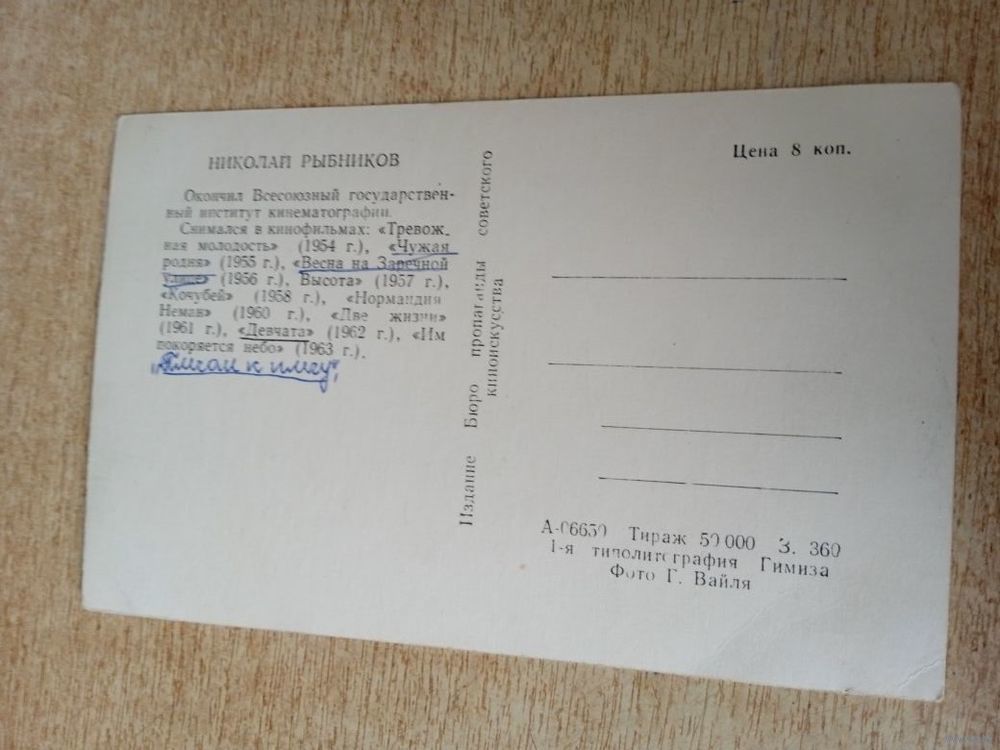 НИКОЛАЙ РЫБНИКОВ
Окончил Всесоюзный государствен-
ный институт кинематографии.
Снимался в кинофильмах: «Тревож-
ная молодость» (1954 г.), «Чужая
родня» (1955 г.), «Весна на Заречной
улице» (1956 г.), Высота» (1957 г.),
«Кочубей» (1958 г.), «Нормандия
Неман» (1960 г.), «Две жизни»
(1961 г.), «Девчата» (1962 г.), «Им
покоряется небо» (1963 г.).
к
Издание Бюро пропаганды советского
киноискусства
Цена 8 коп.
А-06650 Тираж 50 000 З. 360
1-я типолитография Гимиза
Фото Г. Вайля